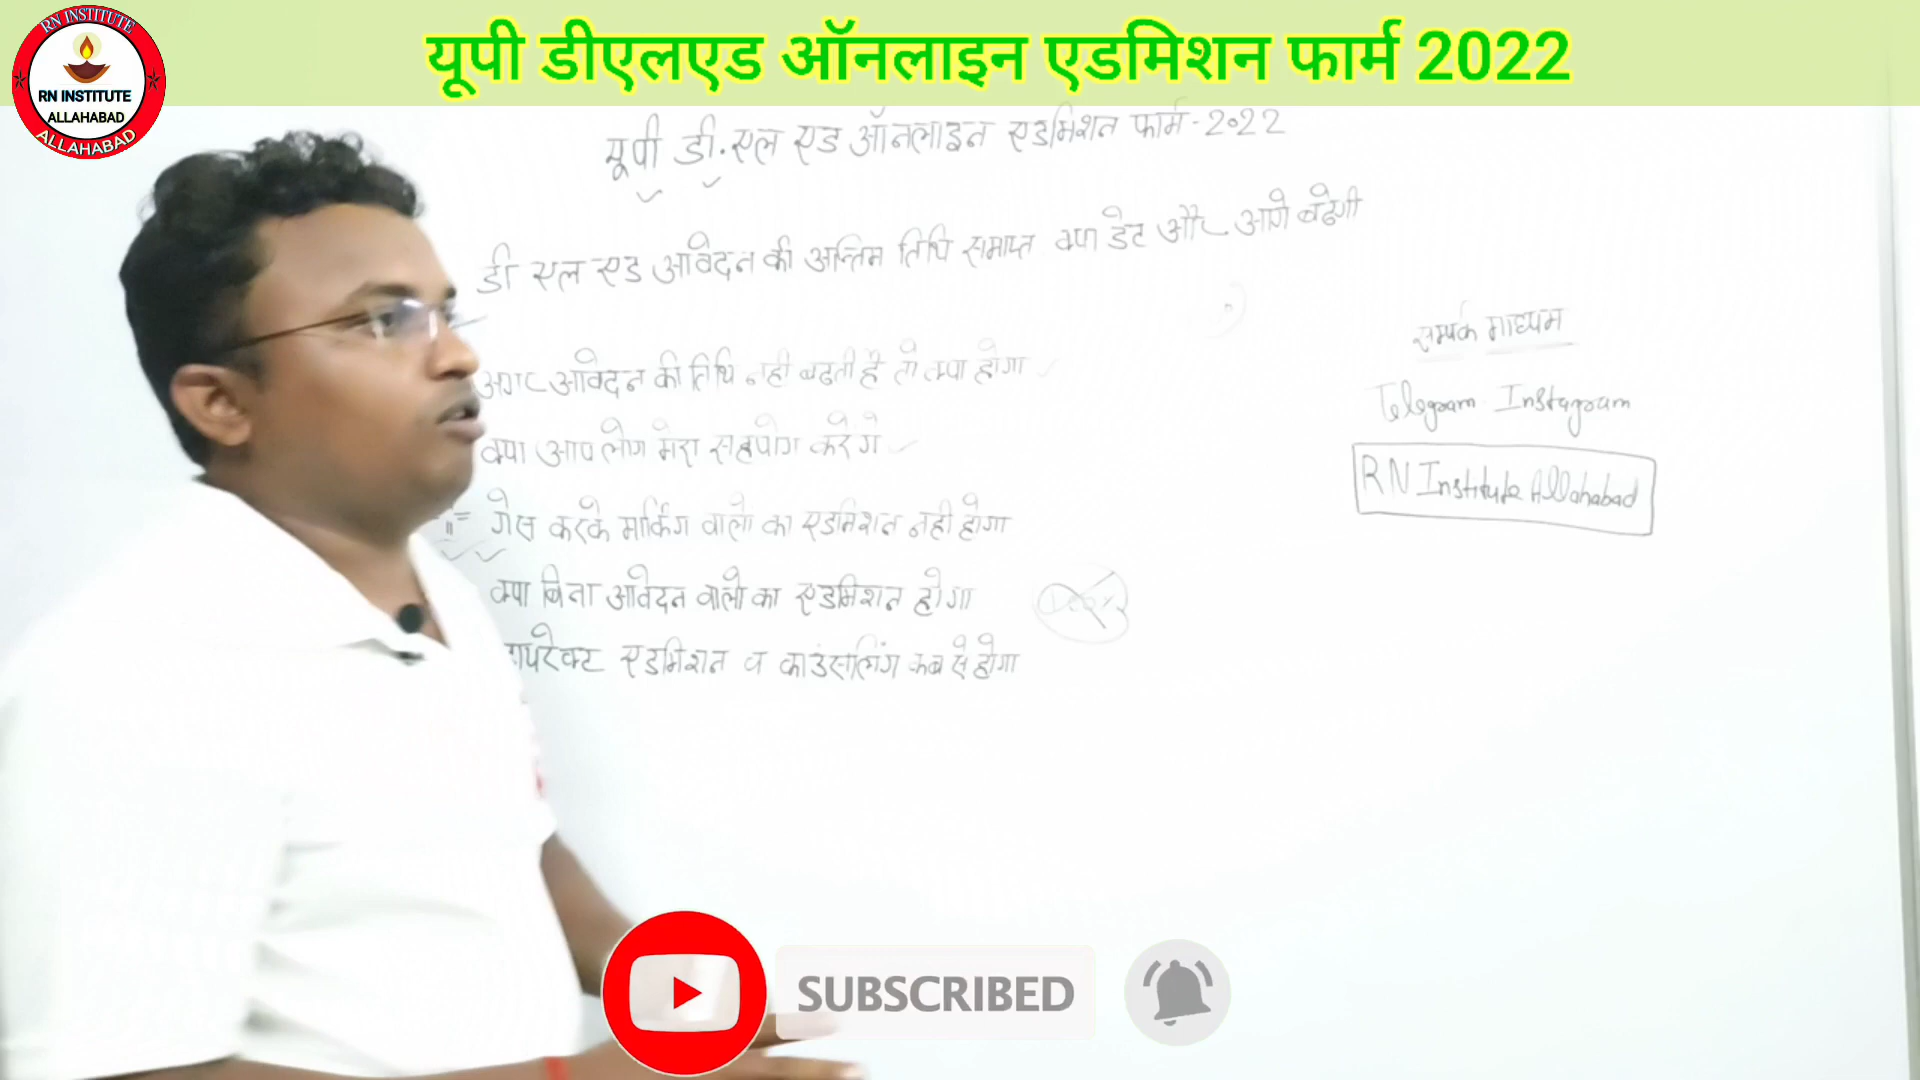 RN INSTITUTE
RN INSTITUTE
ALLAHABAD
ALLAHABAD
यूपी डीएलएड ऑनलाइन एडमिशन फार्म 2022
यूपी डी.एल एड ऑनलाइन एडमिशन फार्म-2022
डी एल एड आवेदन की अन्तिम तिथि समाप्त क्या डेट और आगे बढेगी
अगर आवेदन की तिथि नही बढती है तो क्या होगा
क्या आप लोग मेरा सहयोग करेंगे
गेस करके मार्किंग वालो का एडमिशन नही होगा
क्या बिना आवेदन वालो का एडमिशन होगा
डायरेक्ट एडमिशन व काउंसलिंग कब से होगा
सम्पर्क माध्यम
Telegram Instagram
RN Institute Allahabad
SUBSCRIBED